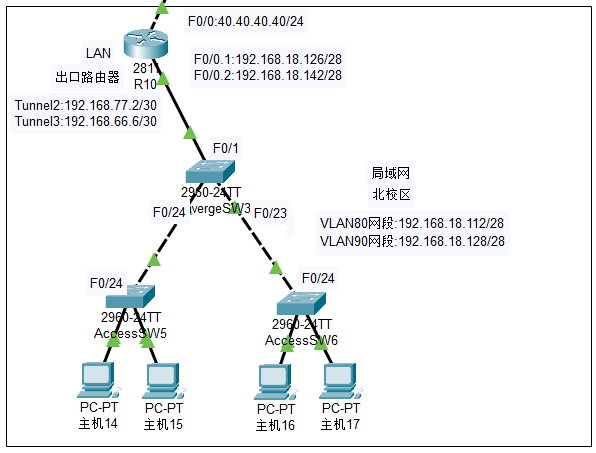 F0/0:40.40.40.40/24
LAN
出口路由器
R10
F0/0.1:192.168.18.126/28
F0/0.2:192.168.18.142/28
Tunnel2:192.168.77.2/30
Tunnel3:192.168.66.6/30
F0/1
2960-24TT
F0/24
F0/23
局域网
北校区
VLAN80网段:192.168.18.112/28
VLAN90网段:192.168.18.128/28
F0/24
F0/24
2960-24TT
AccessSW5
2960-24TT
AccessSW6
PC-PT
主机14
PC-PT
主机15
PC-PT
主机16
PC-PT
主机17